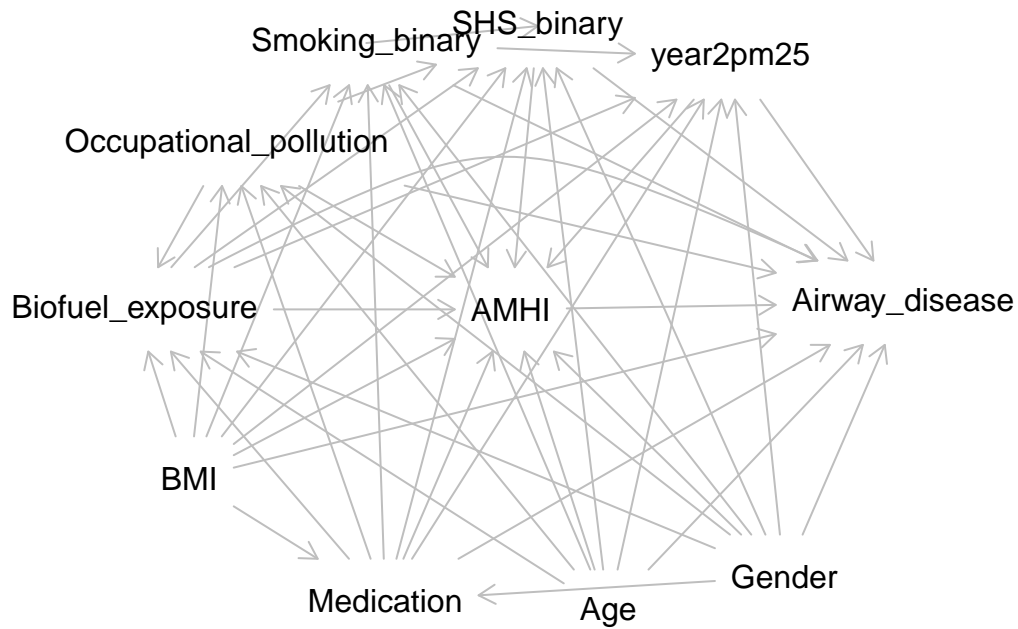 SHS_binary
Smoking_binary
year2pm25
Occupational_pollution
Biofuel_exposure
AMHI
Airway_disease
BMI
Medication
Age
Gender